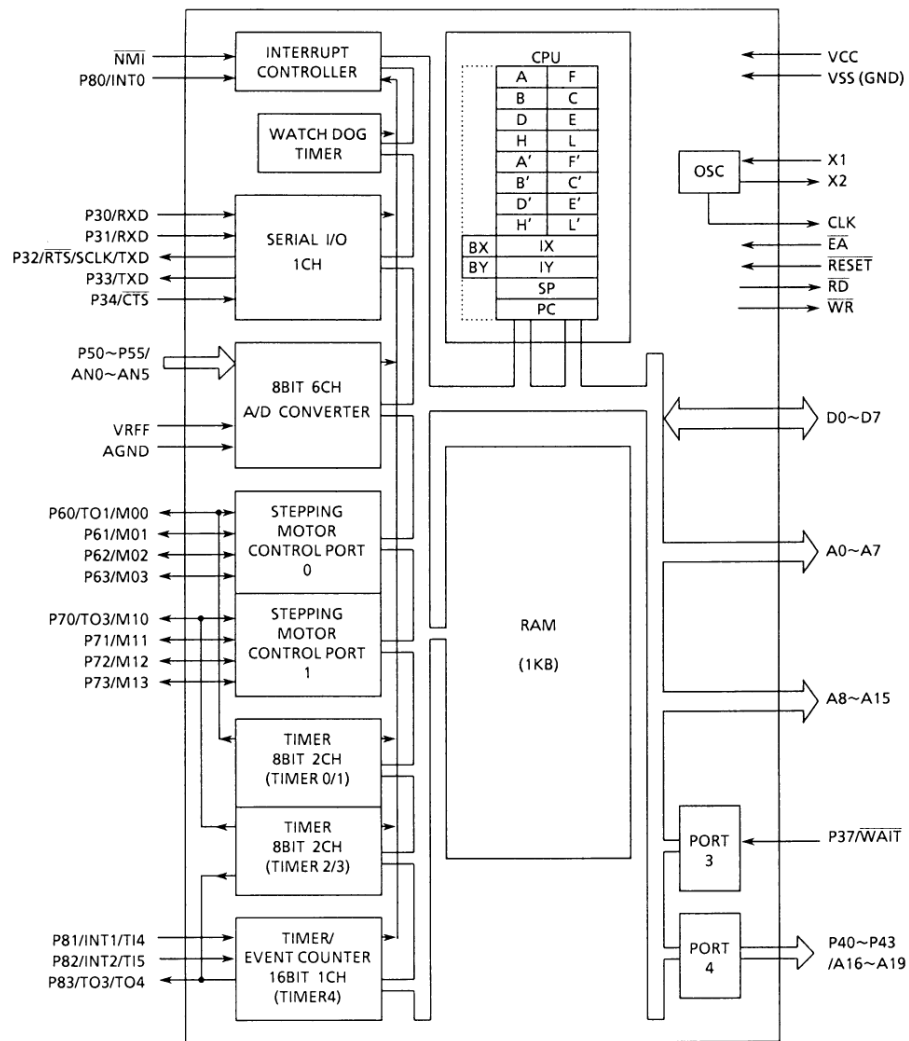 NMI
P80/INT0
INTERRUPT
CONTROLLER
WATCH DOG
TIMER
P30/RXD
P31/RXD
P32/RTS/SCLK/TXD
P33/TXD
P34/CTS
SERIAL I/O
1CH
P50~P55/
AN0~AN5
VRFF
AGND
8BIT 6CH
A/D CONVERTER
P60/TO1/M00
P61/M01
P62/M02
P63/M03
STEPPING
MOTOR
CONTROL PORT
0
P70/TO3/M10
P71/M11
P72/M12
P73/M13
STEPPING
MOTOR
CONTROL PORT
1
TIMER
8BIT 2CH
(TIMER 0/1)
TIMER
8BIT 2CH
(TIMER 2/3)
P81/INT1/TI4
P82/INT2/TI5
P83/TO3/TO4
TIMER/
EVENT COUNTER
16BIT 1CH
(TIMER4)
CPU
A F
B C
D E
H L
A' F'
B' C'
D' E'
H' L'
BX IX
BY IY
SP
PC
RAM
(1KB)
VCC
VSS (GND)
OSC
X1
X2
CLK
EA
RESET
RD
WR
D0~D7
A0~A7
A8~A15
PORT
3
P37/WAIT
PORT
4
P40~P43
/A16~A19